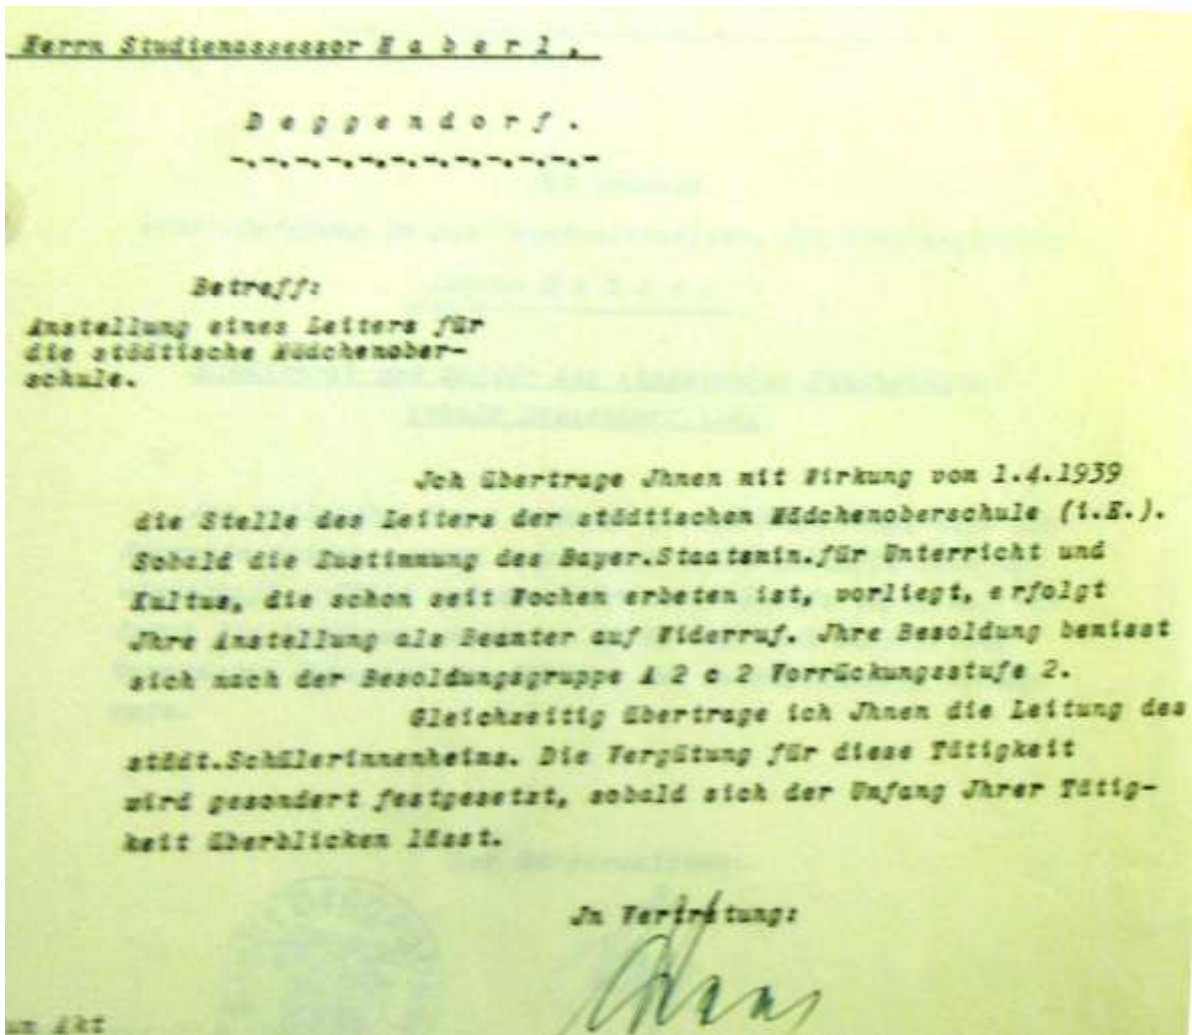 Herrn Studienassessor H a b e r l ,
D e g g e n d o r f .
-.-.-.-.-.-.-.-.-.-.-.-
Betreff:
Anstellung eines Leiters für
die städtische Mädchenober-
schule.
Jch übertrage Jhnen mit Wirkung vom 1.4.1939
die Stelle des Leiters der städtischen Mädchenoberschule (i.E.).
Sobald die Zustimmung des Bayer.Staatsmin.für Unterricht und
Kultus, die schon seit Wochen erbeten ist, vorliegt, erfolgt
Jhre Anstellung als Beamter auf Widerruf. Jhre Besoldung bemisst
sich nach der Besoldungsgruppe A 2 c 2 Vorrückungsstufe 2.
Gleichzeitig übertrage ich Jhnen die Leitung des
städt.Schülerinnenheims. Die Vergütung für diese Tätigkeit
wird gesondert festgesetzt, sobald sich der Umfang Jhrer Tätig-
keit überblicken lässt.
Jn Vertretung:
Akt